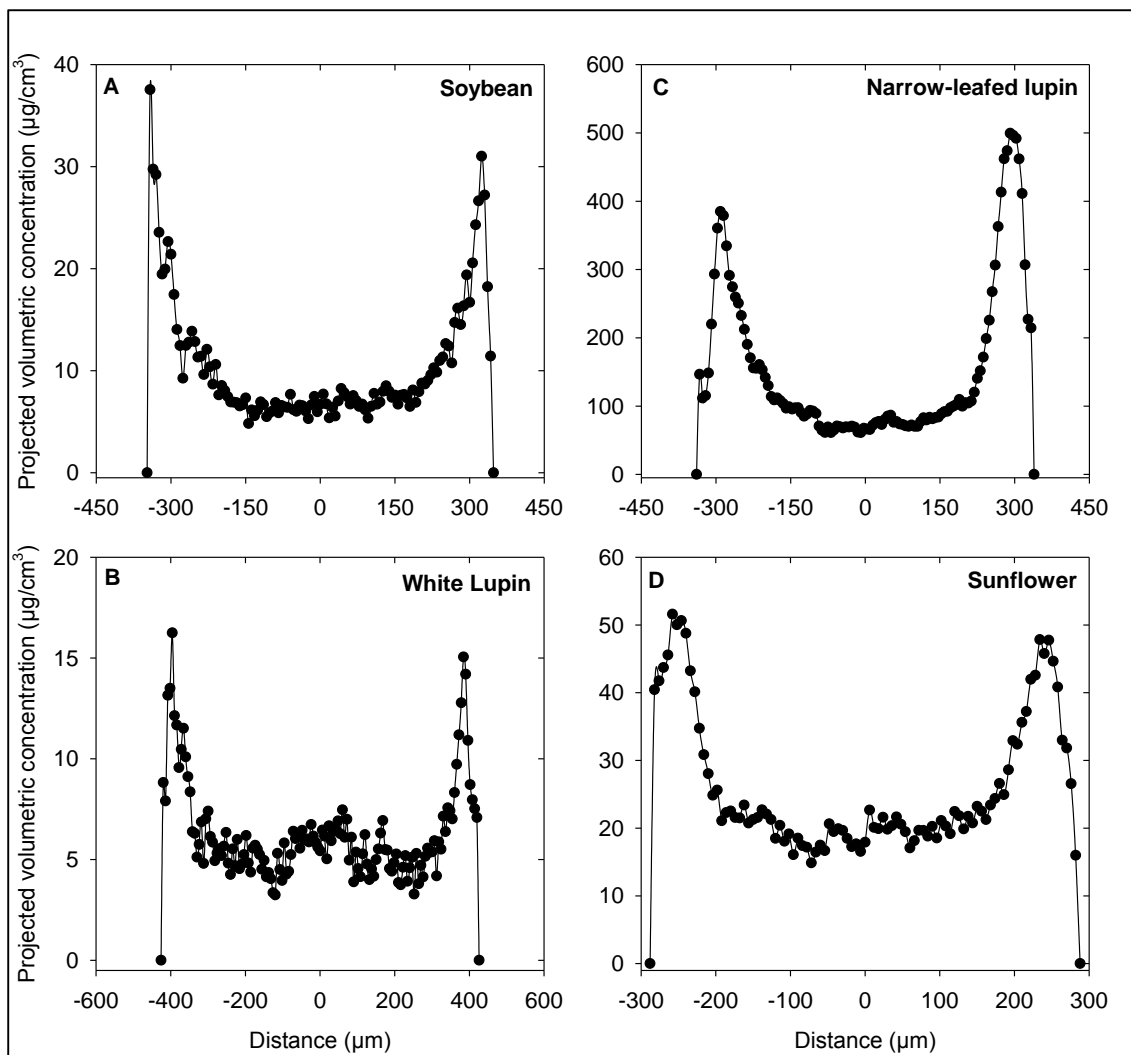 A
Soybean
Projected volumetric concentration (µg/cm³)
40
30
20
10
0
-450 -300 -150 0 150 300 450
C
Narrow-leafed lupin
600
500
400
300
200
100
0
-450 -300 -150 0 150 300 450
B
White Lupin
Projected volumetric concentration (µg/cm³)
20
15
10
5
0
-600 -400 -200 0 200 400 600
Distance (µm)
D
Sunflower
60
50
40
30
20
10
0
-300 -200 -100 0 100 200 300
Distance (µm)